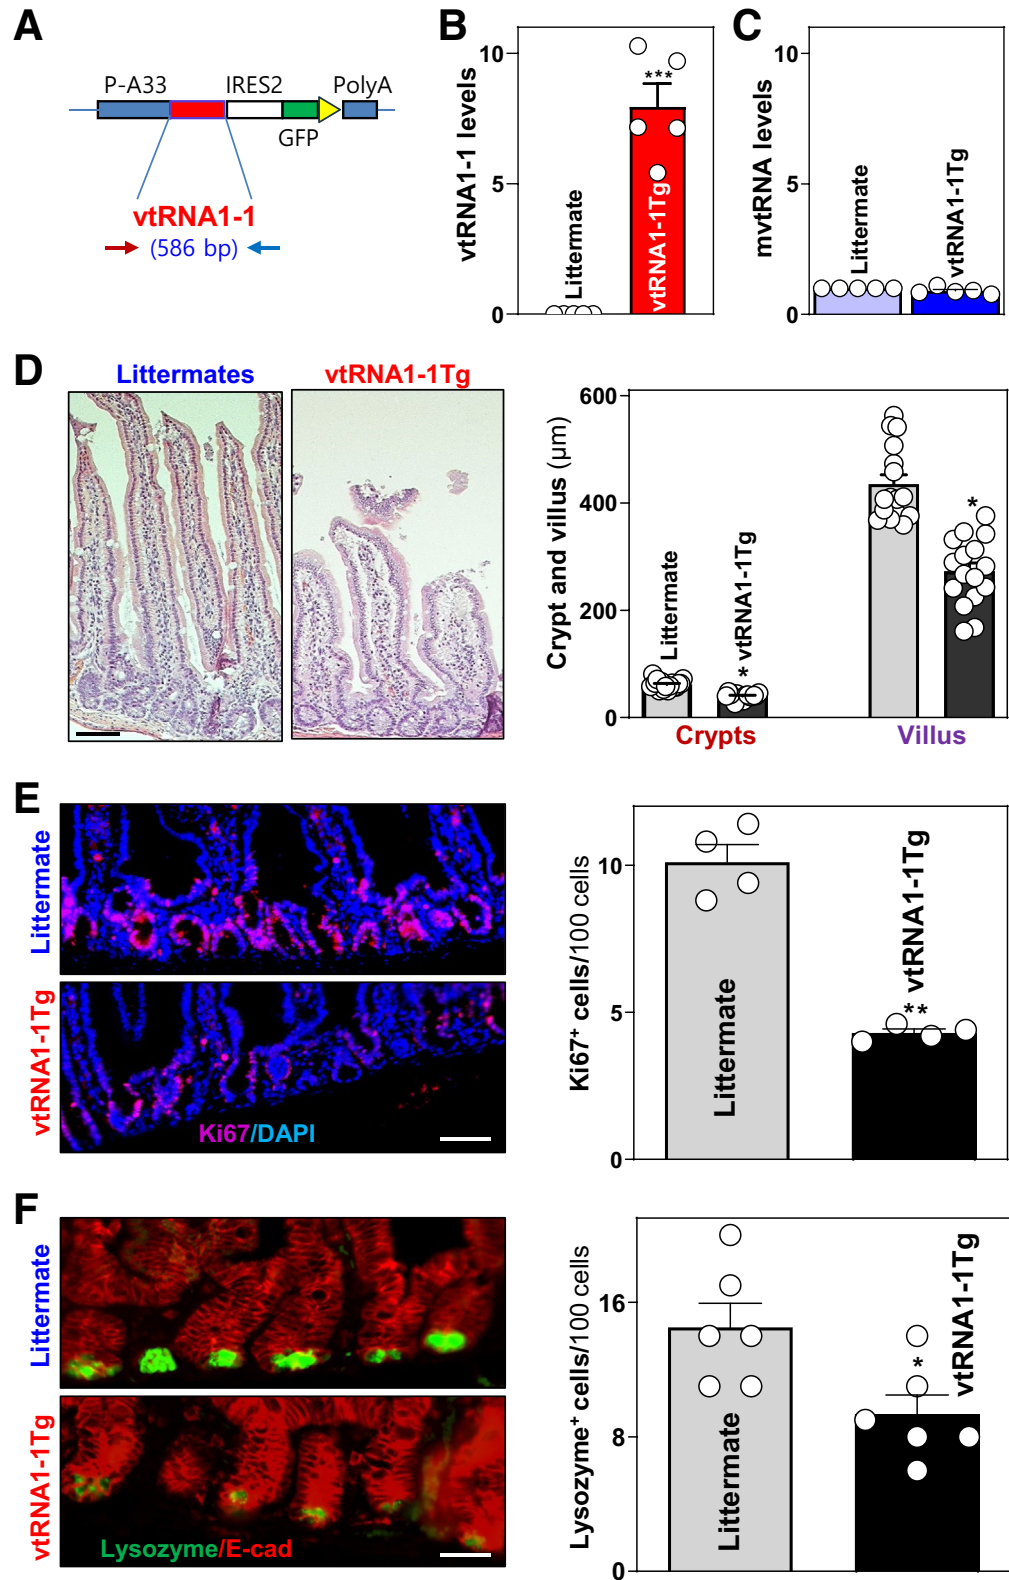 A
P-A33 IRES2 PolyA
GFP
vtRNA1-1
(586 bp)
B
vtRNA1-1 levels
10
5
0
Littermate
***
vtRNA1-1Tg
C
mvtRNA levels
10
5
0
Littermate
vtRNA1-1Tg
D
Littermates
vtRNA1-1Tg
Crypt and villus (μm)
600
400
200
0
Littermate
* vtRNA1-1Tg
*
Crypts
Villus
E
Littermate
vtRNA1-1Tg
Ki67/DAPI
Ki67⁺ cells/100 cells
10
5
0
Littermate
vtRNA1-1Tg
**
F
Littermate
vtRNA1-1Tg
Lysozyme/E-cad
Lysozyme⁺ cells/100 cells
16
8
0
Littermate
vtRNA1-1Tg
*